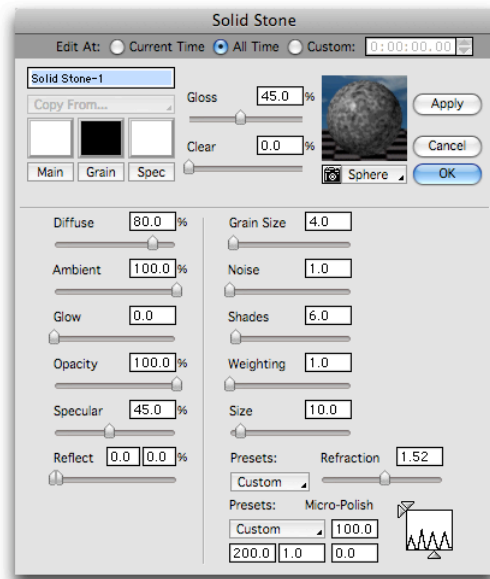 Solid Stone
Edit At: Current Time All Time Custom: 0:00:00.00
Solid Stone-1
Copy From...
Main Grain Spec
Gloss 45.0 %
Clear 0.0 %
Sphere
Apply
Cancel
OK
Diffuse 80.0 %
Ambient 100.0 %
Glow 0.0
Opacity 100.0 %
Specular 45.0 %
Reflect 0.0 0.0 %
Grain Size 4.0
Noise 1.0
Shades 6.0
Weighting 1.0
Size 10.0
Presets: Refraction 1.52
Custom
Presets: Micro-Polish
Custom 100.0
200.0 1.0 0.0